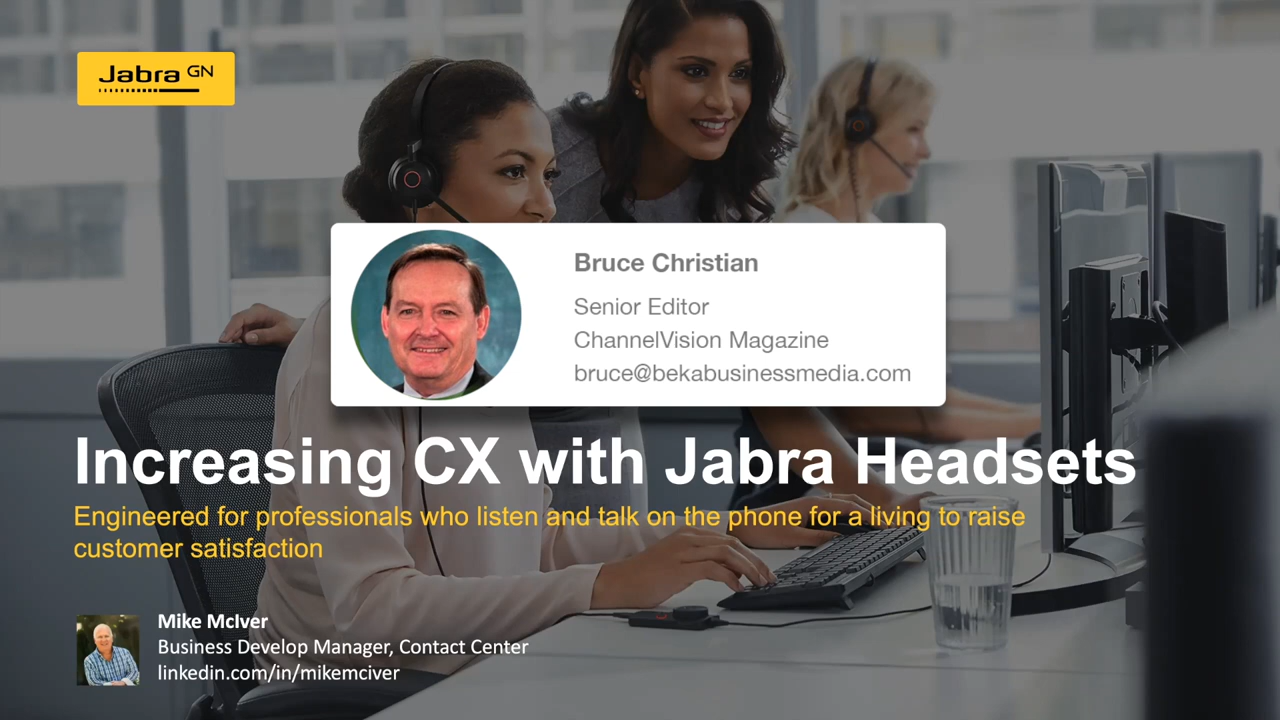 Jabra GN
Bruce Christian
Senior Editor
ChannelVision Magazine
bruce@bekabusinessmedia.com
Increasing CX with Jabra Headsets
Engineered for professionals who listen and talk on the phone for a living to raise
customer satisfaction
Mike McIver
Business Develop Manager, Contact Center
linkedin.com/in/mikemciver